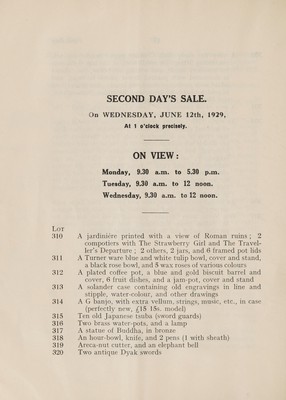 SECOND DAY'S SALE.
On WEDNESDAY, JUNE 12th, 1929,
At 1 o'clock precisely.
ON VIEW :
Monday, 9.30 a.m. to 5.30 p.m.
Tuesday, 9.30 a.m. to 12 noon.
Wednesday, 9.30 a.m. to 12 noon.
LOT
310 A jardinière printed with a view of Roman ruins ; 2
compotiers with The Strawberry Girl and The Travel-
ler's Departure ; 2 others, 2 jars, and 6 framed pot lids
311 A Turner ware blue and white tulip bowl, cover and stand,
a black rose bowl, and 8 wax roses of various colours
312 A plated coffee pot, a blue and gold biscuit barrel and
cover, 6 fruit dishes, and a jam-pot, cover and stand
313 A solander case containing old engravings in line and
stipple, water-colour, and other drawings
314 A G banjo, with extra vellum, strings, music, etc., in case
(perfectly new, £15 15s. model)
315 Ten old Japanese tsuba (sword guards)
316 Two brass water-pots, and a lamp
317 A statue of Buddha, in bronze
318 An hour-bowl, knife, and 2 pens (1 with sheath)
319 Areca-nut cutter, and an elephant bell
320 Two antique Dyak swords